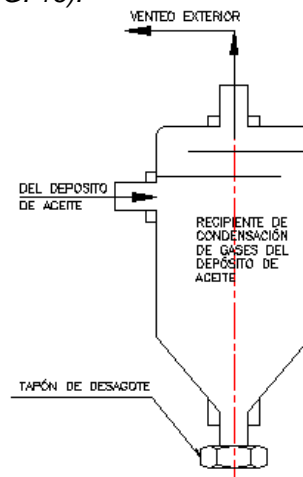 VENTEO EXTERIOR
DEL DEPOSITO
DE ACEITE
RECIPIENTE DE
CONDENSACIÓN
DE GASES DEL
DEPÓSITO DE
ACEITE
TAPÓN DE DESAGOTE